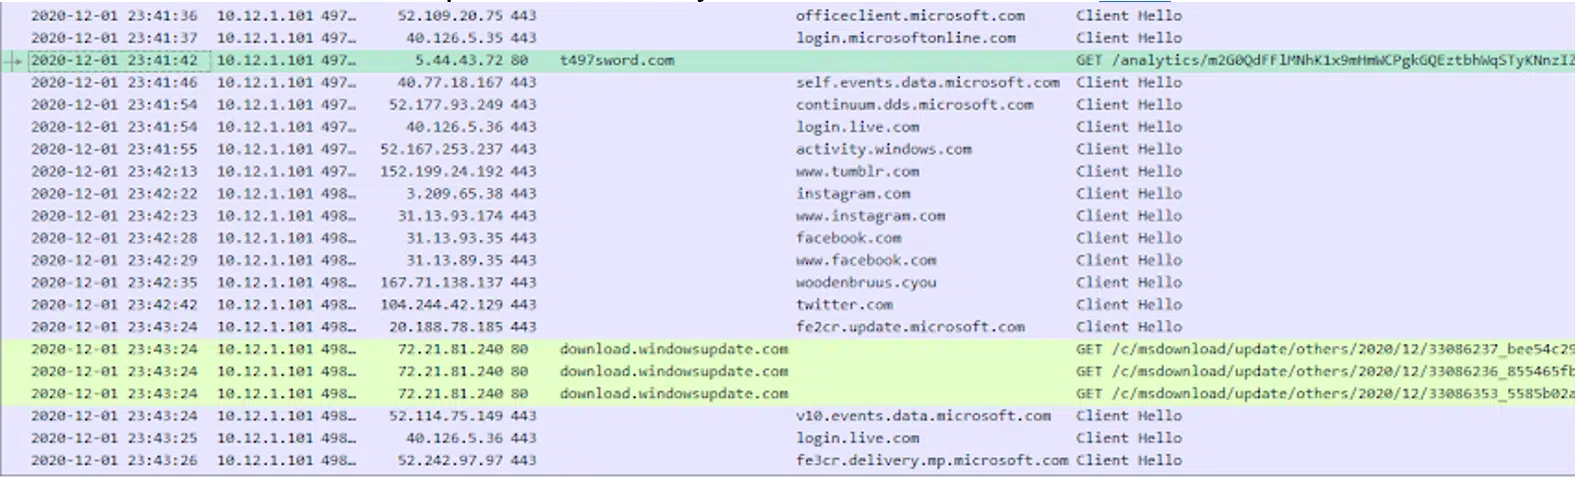 2020-12-01 23:41:36 10.12.1.101 497… 52.109.20.75 443 officeclient.microsoft.com Client Hello
2020-12-01 23:41:37 10.12.1.101 497… 40.126.5.35 443 login.microsoftonline.com Client Hello
2020-12-01 23:41:42 10.12.1.101 497… 5.44.43.72 80 t497sword.com GET /analytics/m2G0QdFFlMNhK1x9mHmWCPgkGQEztbhWqSTyKNnzIZ
2020-12-01 23:41:46 10.12.1.101 497… 40.77.18.167 443 self.events.data.microsoft.com Client Hello
2020-12-01 23:41:54 10.12.1.101 497… 52.177.93.249 443 continuum.dds.microsoft.com Client Hello
2020-12-01 23:41:54 10.12.1.101 497… 40.126.5.36 443 login.live.com Client Hello
2020-12-01 23:41:55 10.12.1.101 497… 52.167.253.237 443 activity.windows.com Client Hello
2020-12-01 23:42:13 10.12.1.101 497… 152.199.24.192 443 www.tumblr.com Client Hello
2020-12-01 23:42:22 10.12.1.101 498… 3.209.65.38 443 instagram.com Client Hello
2020-12-01 23:42:23 10.12.1.101 498… 31.13.93.174 443 www.instagram.com Client Hello
2020-12-01 23:42:28 10.12.1.101 498… 31.13.93.35 443 facebook.com Client Hello
2020-12-01 23:42:29 10.12.1.101 498… 31.13.89.35 443 www.facebook.com Client Hello
2020-12-01 23:42:35 10.12.1.101 498… 167.71.138.137 443 woodenbruus.cyou Client Hello
2020-12-01 23:42:42 10.12.1.101 498… 104.244.42.129 443 twitter.com Client Hello
2020-12-01 23:43:24 10.12.1.101 498… 20.188.78.185 443 fe2cr.update.microsoft.com Client Hello
2020-12-01 23:43:24 10.12.1.101 498… 72.21.81.240 80 download.windowsupdate.com GET /c/msdownload/update/others/2020/12/33086237_bee54c29
2020-12-01 23:43:24 10.12.1.101 498… 72.21.81.240 80 download.windowsupdate.com GET /c/msdownload/update/others/2020/12/33086236_855465fb
2020-12-01 23:43:24 10.12.1.101 498… 72.21.81.240 80 download.windowsupdate.com GET /c/msdownload/update/others/2020/12/33086353_5585b02a
2020-12-01 23:43:24 10.12.1.101 498… 52.114.75.149 443 v10.events.data.microsoft.com Client Hello
2020-12-01 23:43:25 10.12.1.101 498… 40.126.5.36 443 login.live.com Client Hello
2020-12-01 23:43:26 10.12.1.101 498… 52.242.97.97 443 fe3cr.delivery.mp.microsoft.com Client Hello